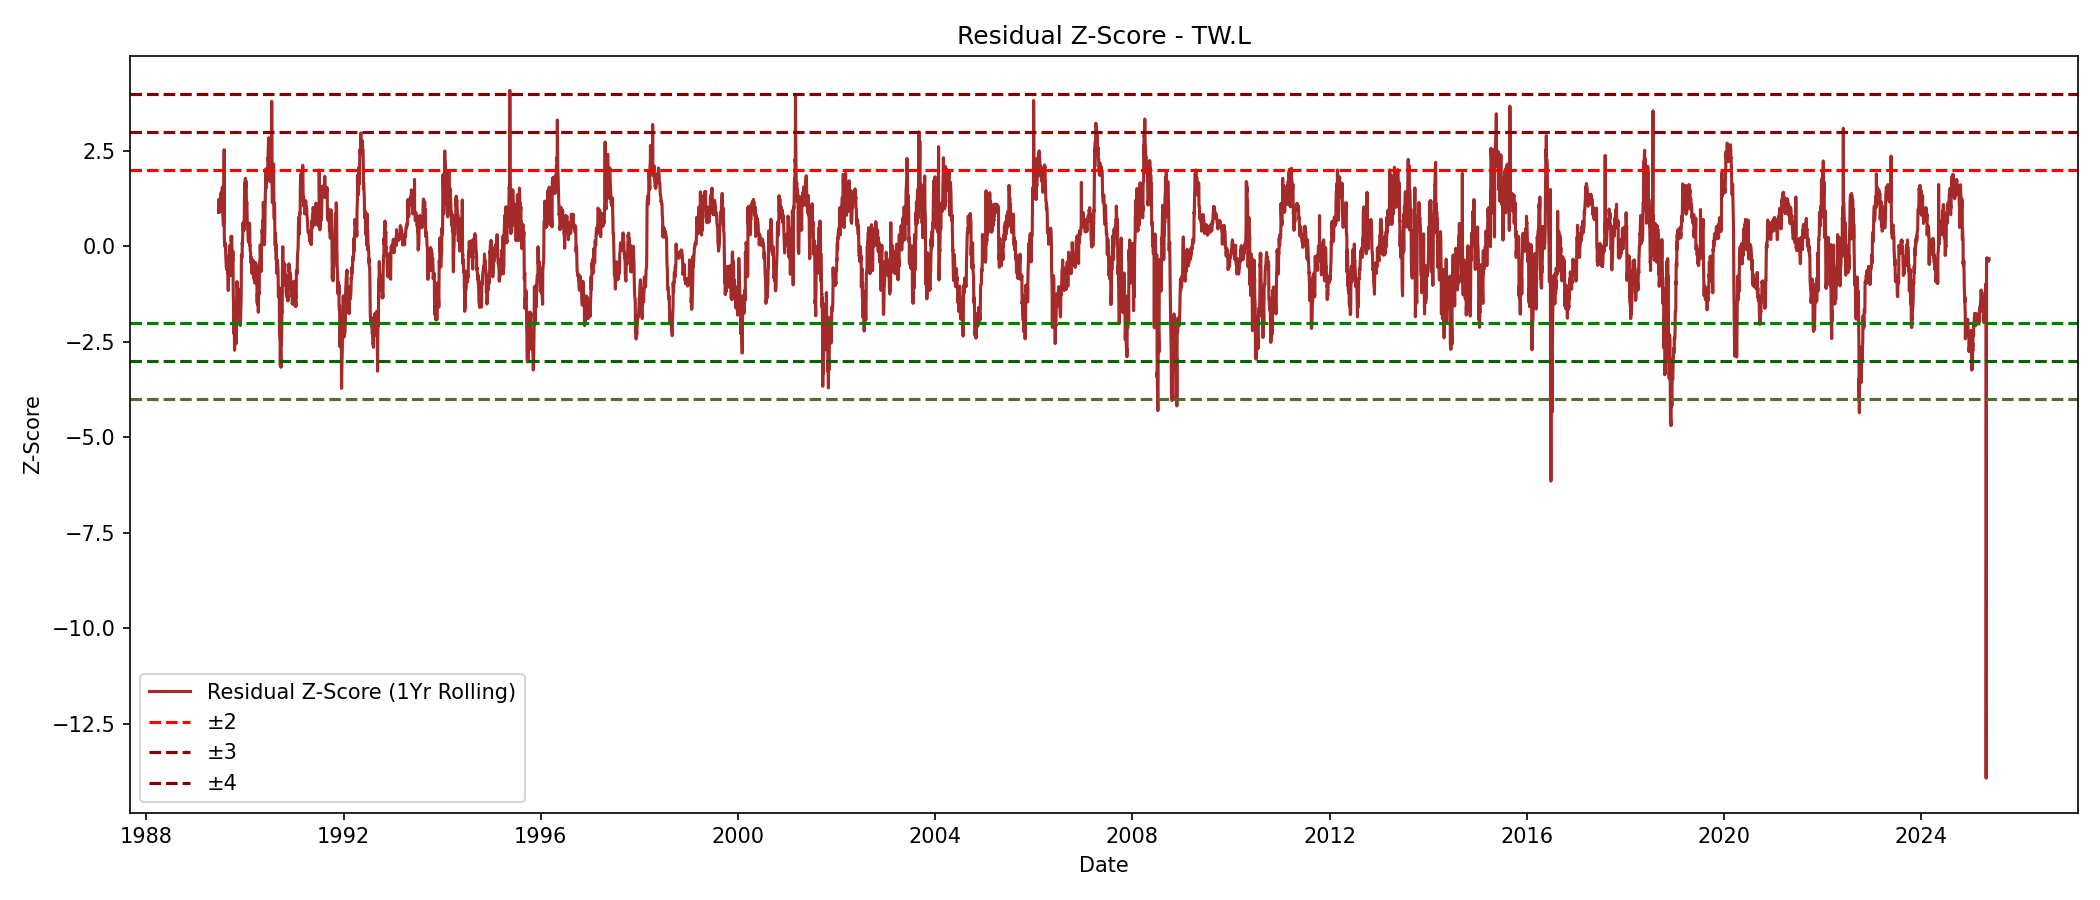 Residual Z-Score - TW.L
Z-Score
2.5
0.0
−2.5
−5.0
−7.5
−10.0
−12.5
Residual Z-Score (1Yr Rolling)
±2
±3
±4
1988 1992 1996 2000 2004 2008 2012 2016 2020 2024
Date